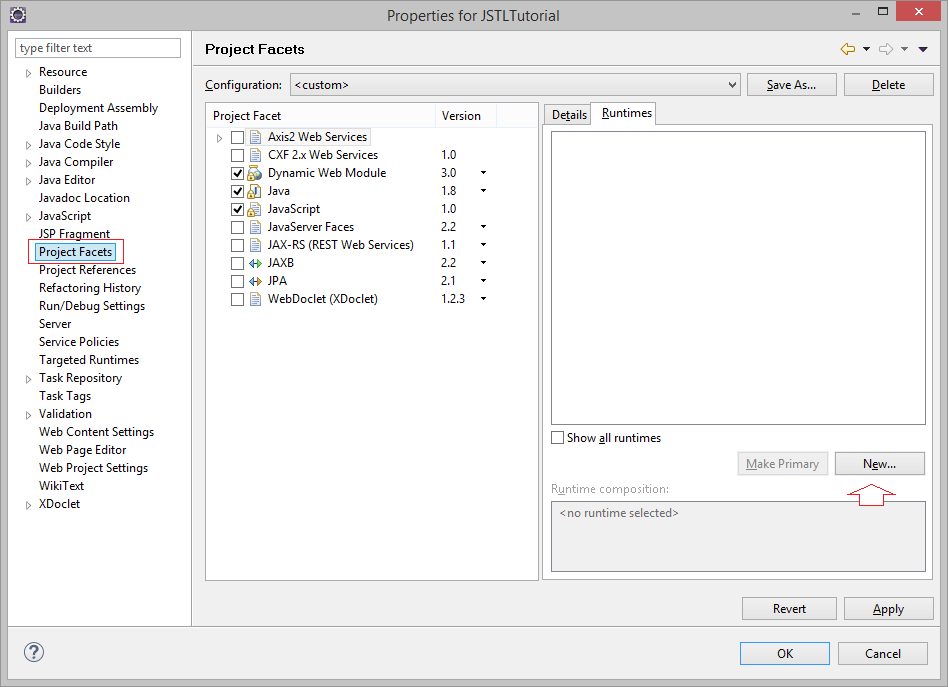 Properties for JSTLTutorial
type filter text
Resource
Builders
Deployment Assembly
Java Build Path
Java Code Style
Java Compiler
Java Editor
Javadoc Location
JavaScript
JSP Fragment
Project Facets
Project References
Refactoring History
Run/Debug Settings
Server
Service Policies
Targeted Runtimes
Task Repository
Task Tags
Validation
Web Content Settings
Web Page Editor
Web Project Settings
WikiText
XDoclet
Project Facets
Configuration: <custom> Save As... Delete
Project Facet Version
Axis2 Web Services
CXF 2.x Web Services 1.0
Dynamic Web Module 3.0
Java 1.8
JavaScript 1.0
JavaServer Faces 2.2
JAX-RS (REST Web Services) 1.1
JAXB 2.2
JPA 2.1
WebDoclet (XDoclet) 1.2.3
Details Runtimes
Show all runtimes
Make Primary New...
Runtime composition:
<no runtime selected>
Revert Apply
? OK Cancel